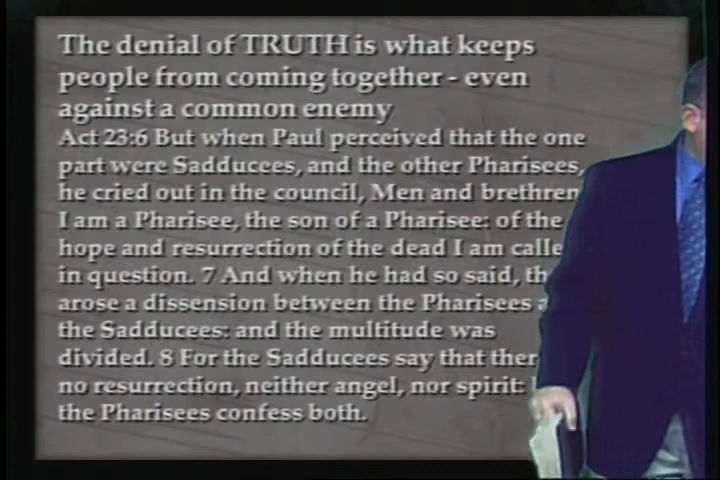 The denial of TRUTH is what keeps
people from coming together - even
against a common enemy
Act 23:6 But when Paul perceived that the one
part were Sadducees, and the other Pharisees,
he cried out in the council, Men and brethren
I am a Pharisee, the son of a Pharisee: of the
hope and resurrection of the dead I am calle
in question. 7 And when he had so said, th
arose a dissension between the Pharisees a
the Sadducees: and the multitude was
divided. 8 For the Sadducees say that ther
no resurrection, neither angel, nor spirit:
the Pharisees confess both.